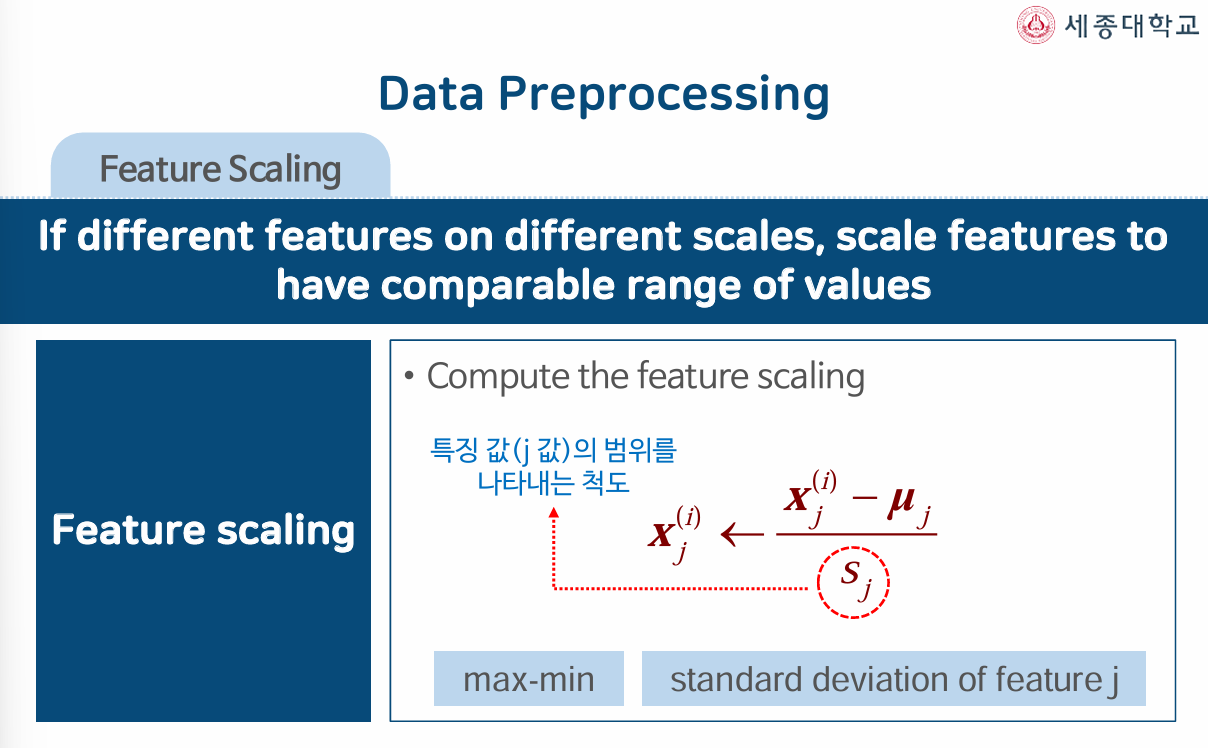 세종대학교
Data Preprocessing
Feature Scaling
If different features on different scales, scale features to
have comparable range of values
Feature scaling
• Compute the feature scaling
특징 값(j 값)의 범위를
나타내는 척도
x_j^{(i)} ← \frac{x_j^{(i)} − μ_j}{s_j}
max-min
standard deviation of feature j